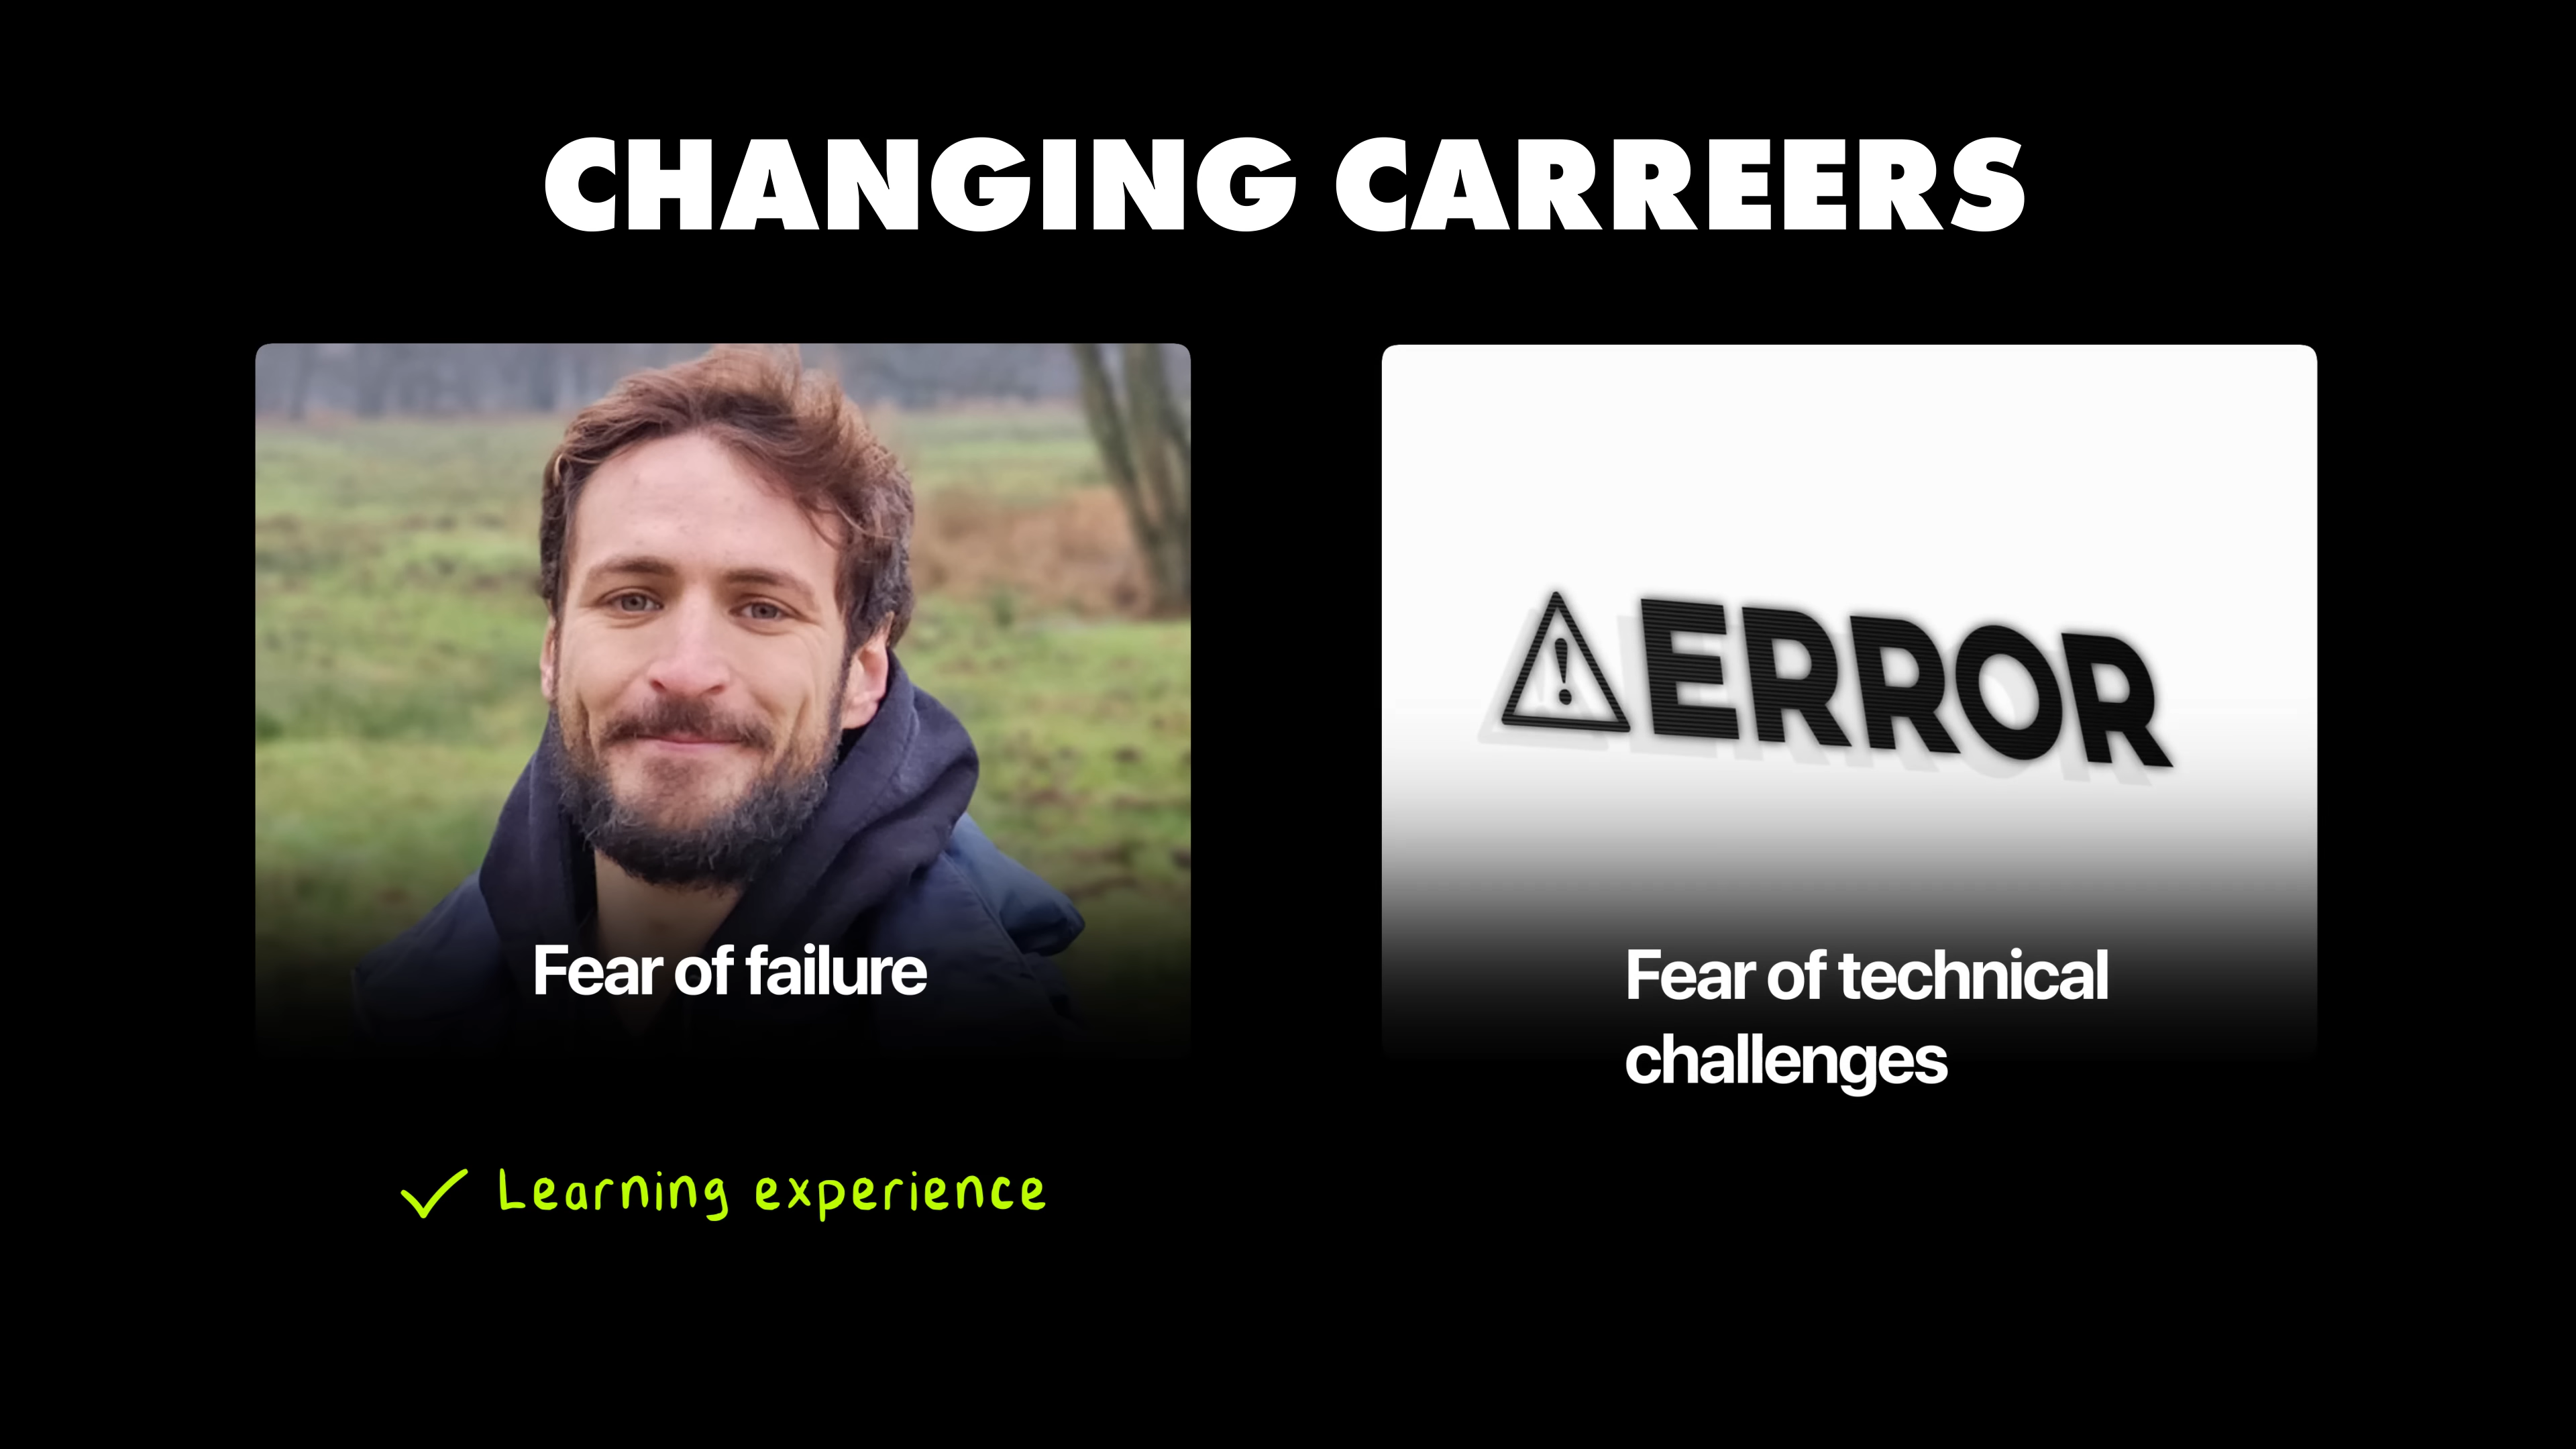 CHANGING CARREERS
Fear of failure
ERROR
Fear of technical
challenges
Learning experience